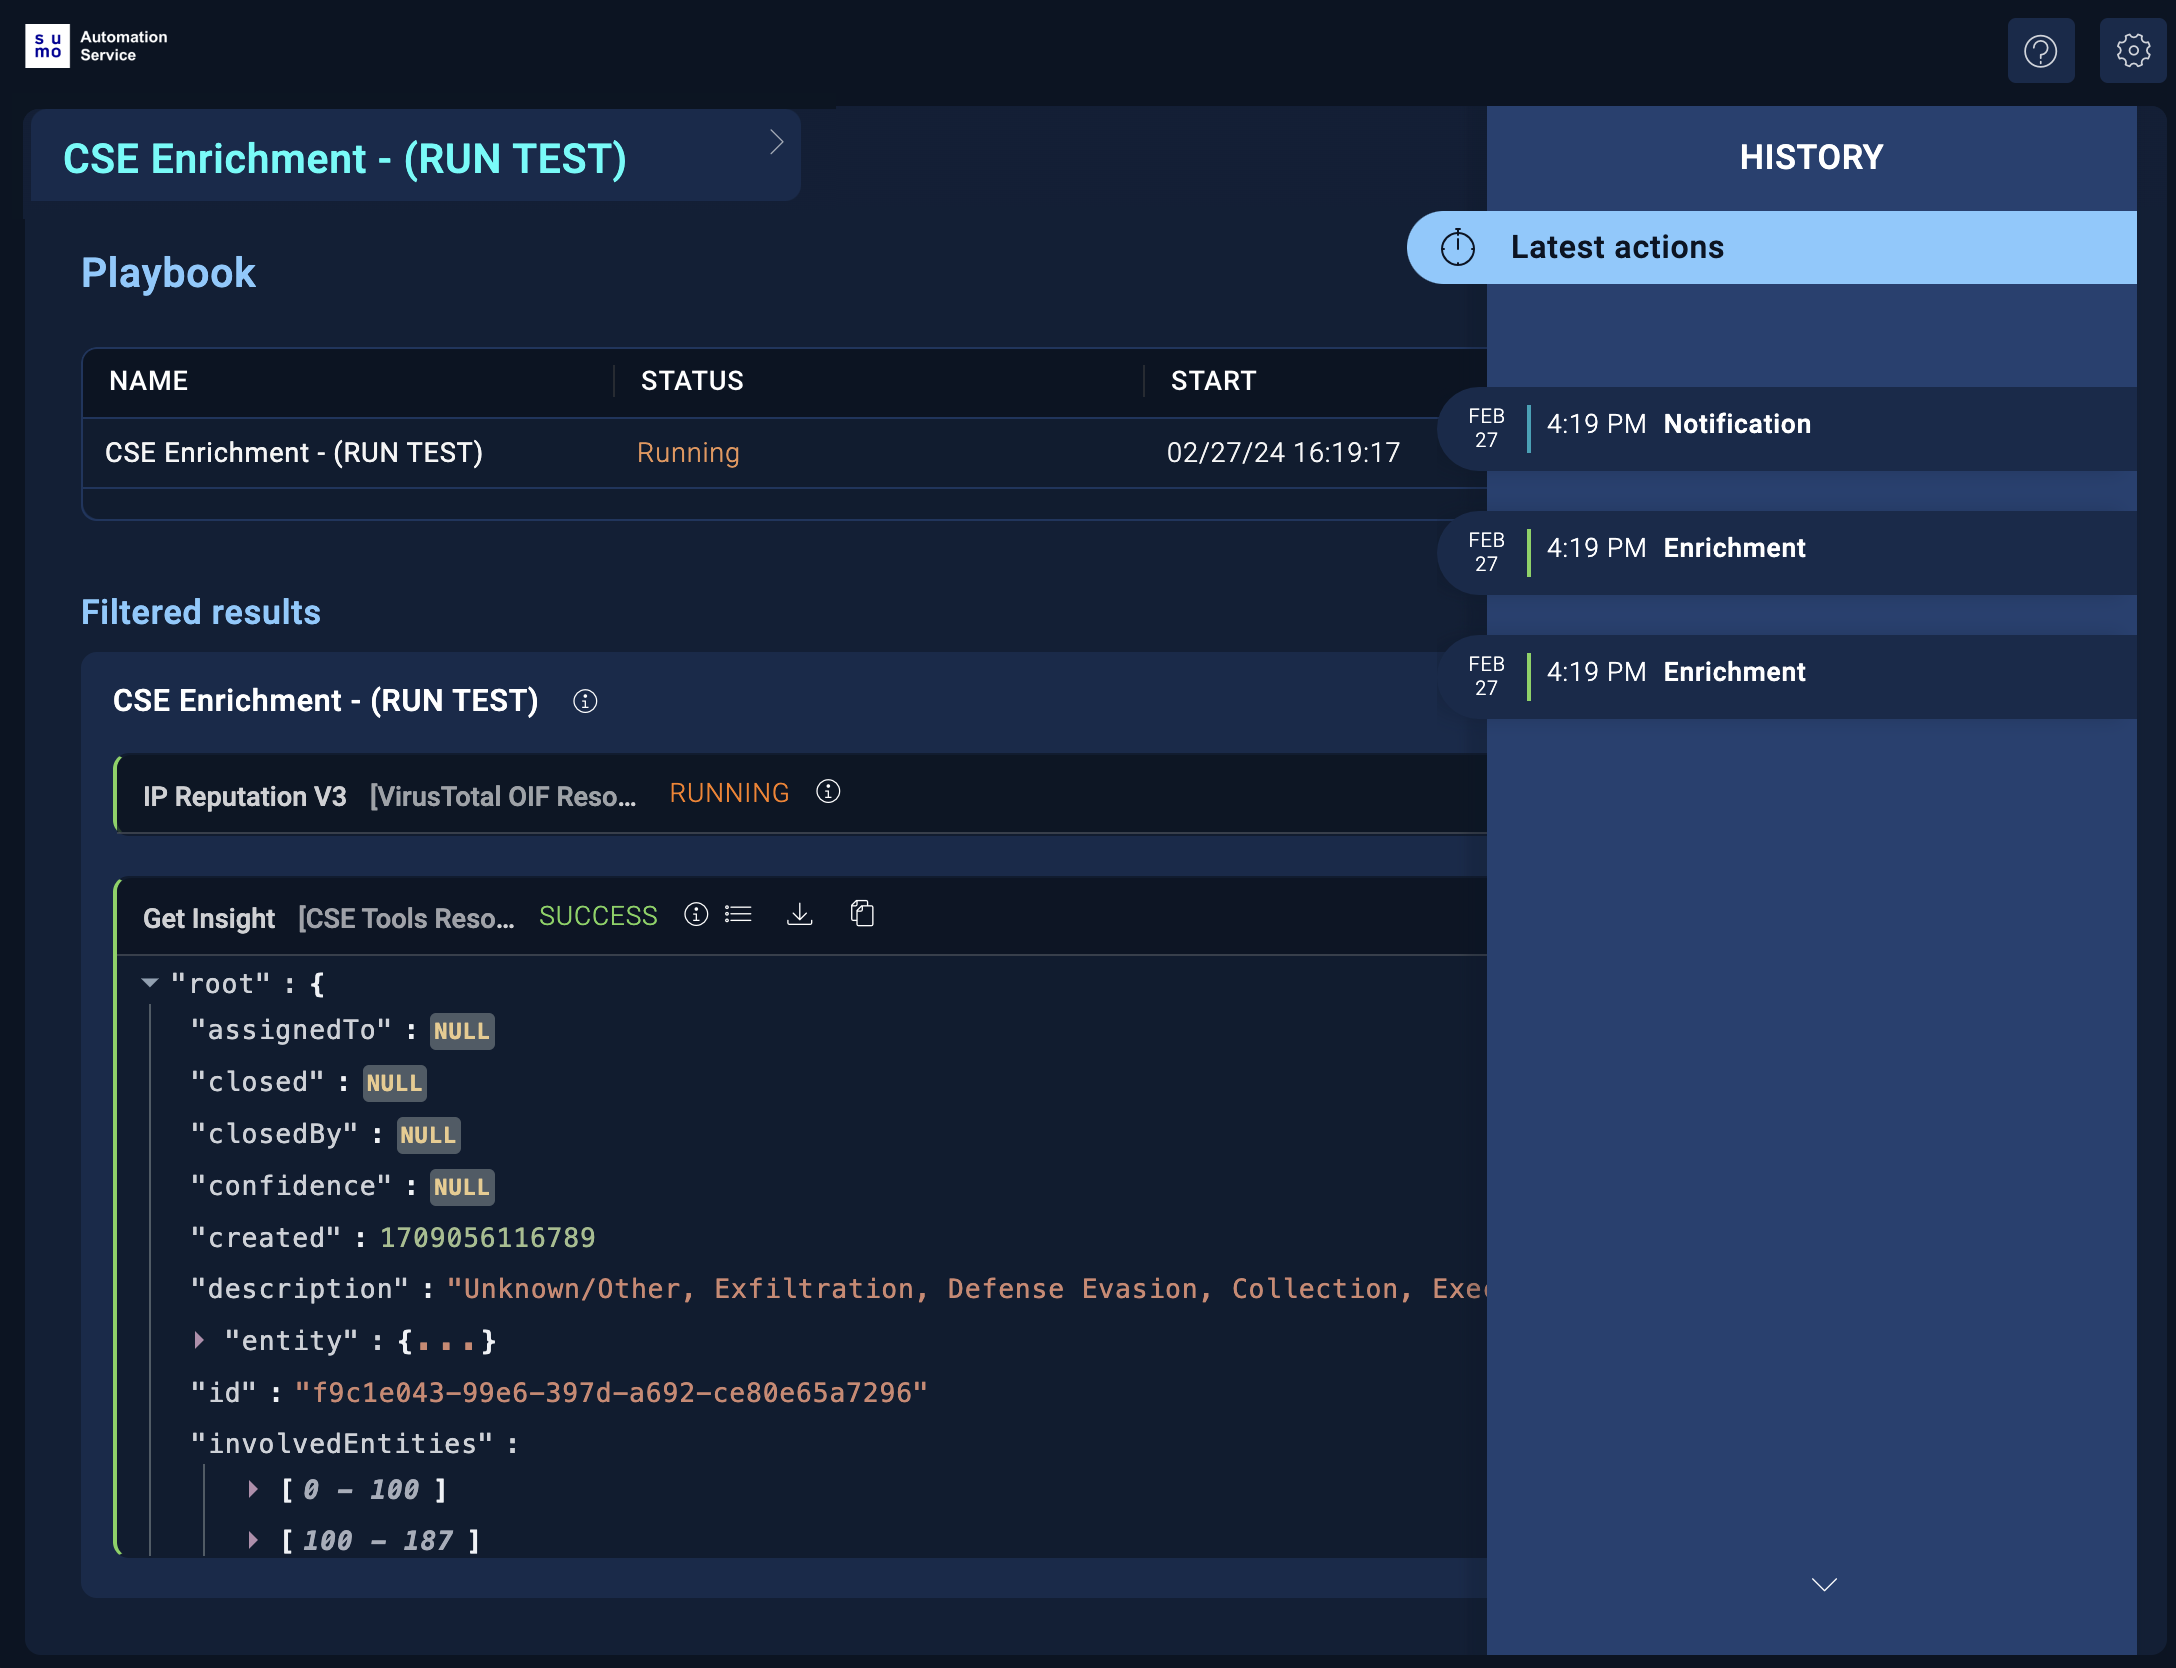 su
mo
Automation
Service
CSE Enrichment - (RUN TEST)
Playbook
NAME STATUS START
CSE Enrichment - (RUN TEST) Running 02/27/24 16:19:17
Filtered results
CSE Enrichment - (RUN TEST)
IP Reputation V3 [VirusTotal OIF Reso... RUNNING
Get Insight [CSE Tools Reso... SUCCESS
"root" : {
"assignedTo" : NULL
"closed" : NULL
"closedBy" : NULL
"confidence" : NULL
"created" : 1709056116789
"description" : "Unknown/Other, Exfiltration, Defense Evasion, Collection, Exec
"entity" : {...}
"id" : "f9c1e043-99e6-397d-a692-ce80e65a7296"
"involvedEntities" :
[ 0 - 100 ]
[ 100 - 187 ]
HISTORY
Latest actions
FEB
27
4:19 PM Notification
FEB
27
4:19 PM Enrichment
FEB
27
4:19 PM Enrichment